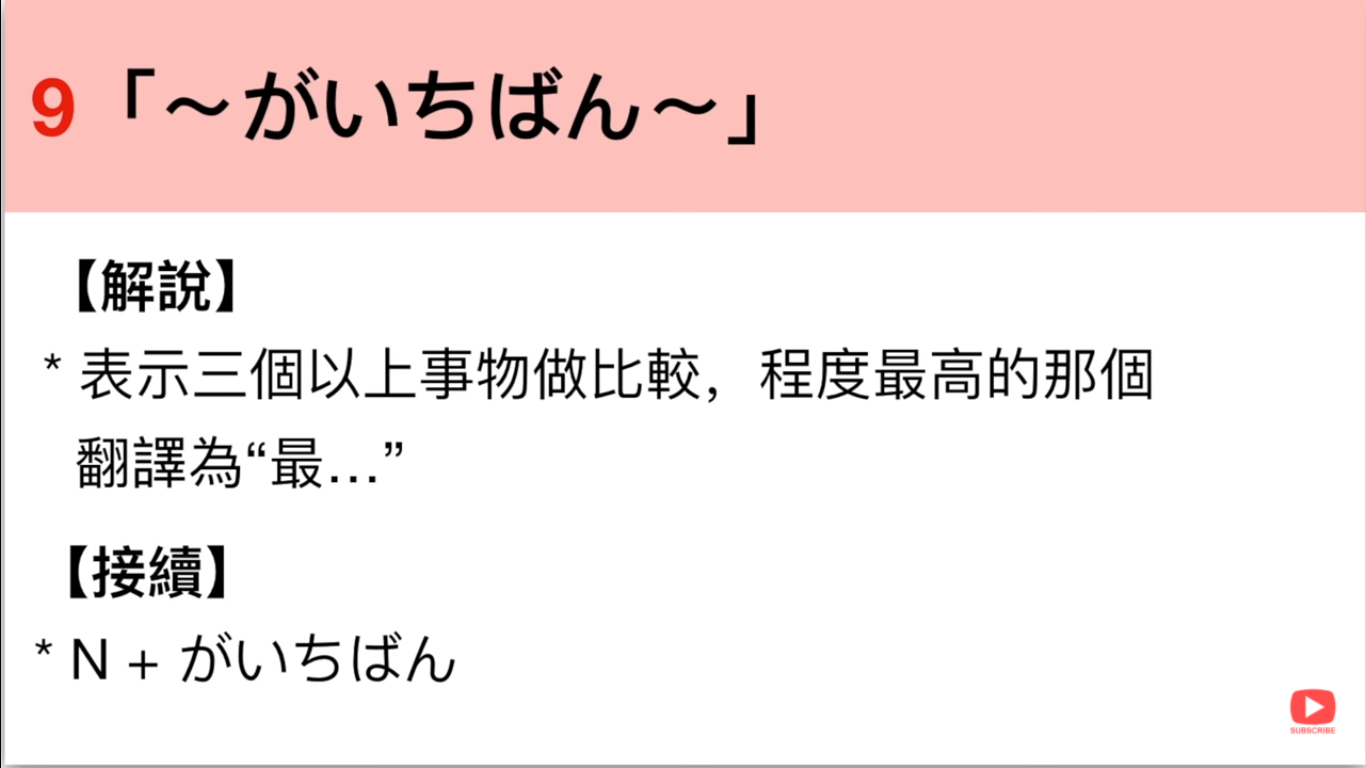 9「～がいちばん～」
【解說】
* 表示三個以上事物做比較，程度最高的那個
翻譯為“最…”
【接續】
* N + がいちばん
SUBSCRIBE